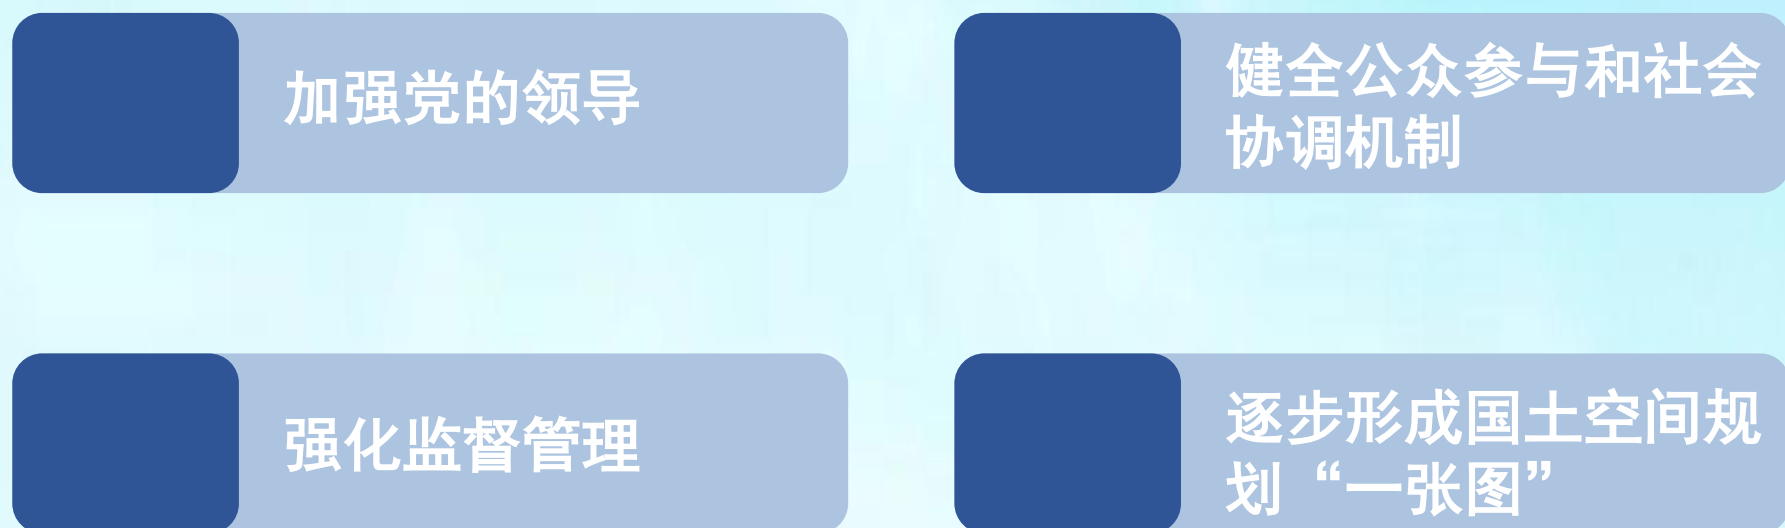 加强党的领导
健全公众参与和社会
协调机制
强化监督管理
逐步形成国土空间规
划“一张图”